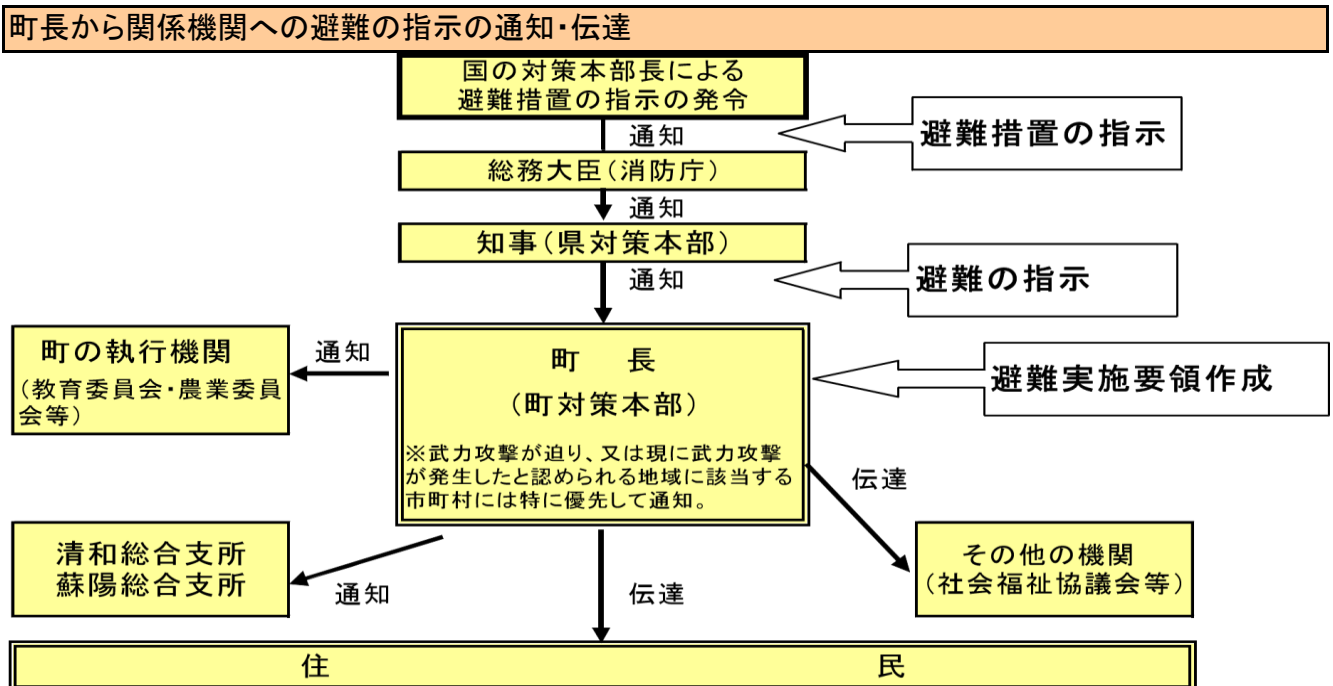 町長から関係機関への避難の指示の通知・伝達
国の対策本部長による
避難措置の指示の発令
通知
避難措置の指示
総務大臣(消防庁)
通知
知事(県対策本部)
通知
避難の指示
町の執行機関
(教育委員会・農業委員
会等)
通知
町 長
(町対策本部)
※武力攻撃が迫り、又は現に武力攻撃
が発生したと認められる地域に該当する
市町村には特に優先して通知。
避難実施要領作成
伝達
清和総合支所
蘇陽総合支所
通知
伝達
その他の機関
(社会福祉協議会等)
住 民